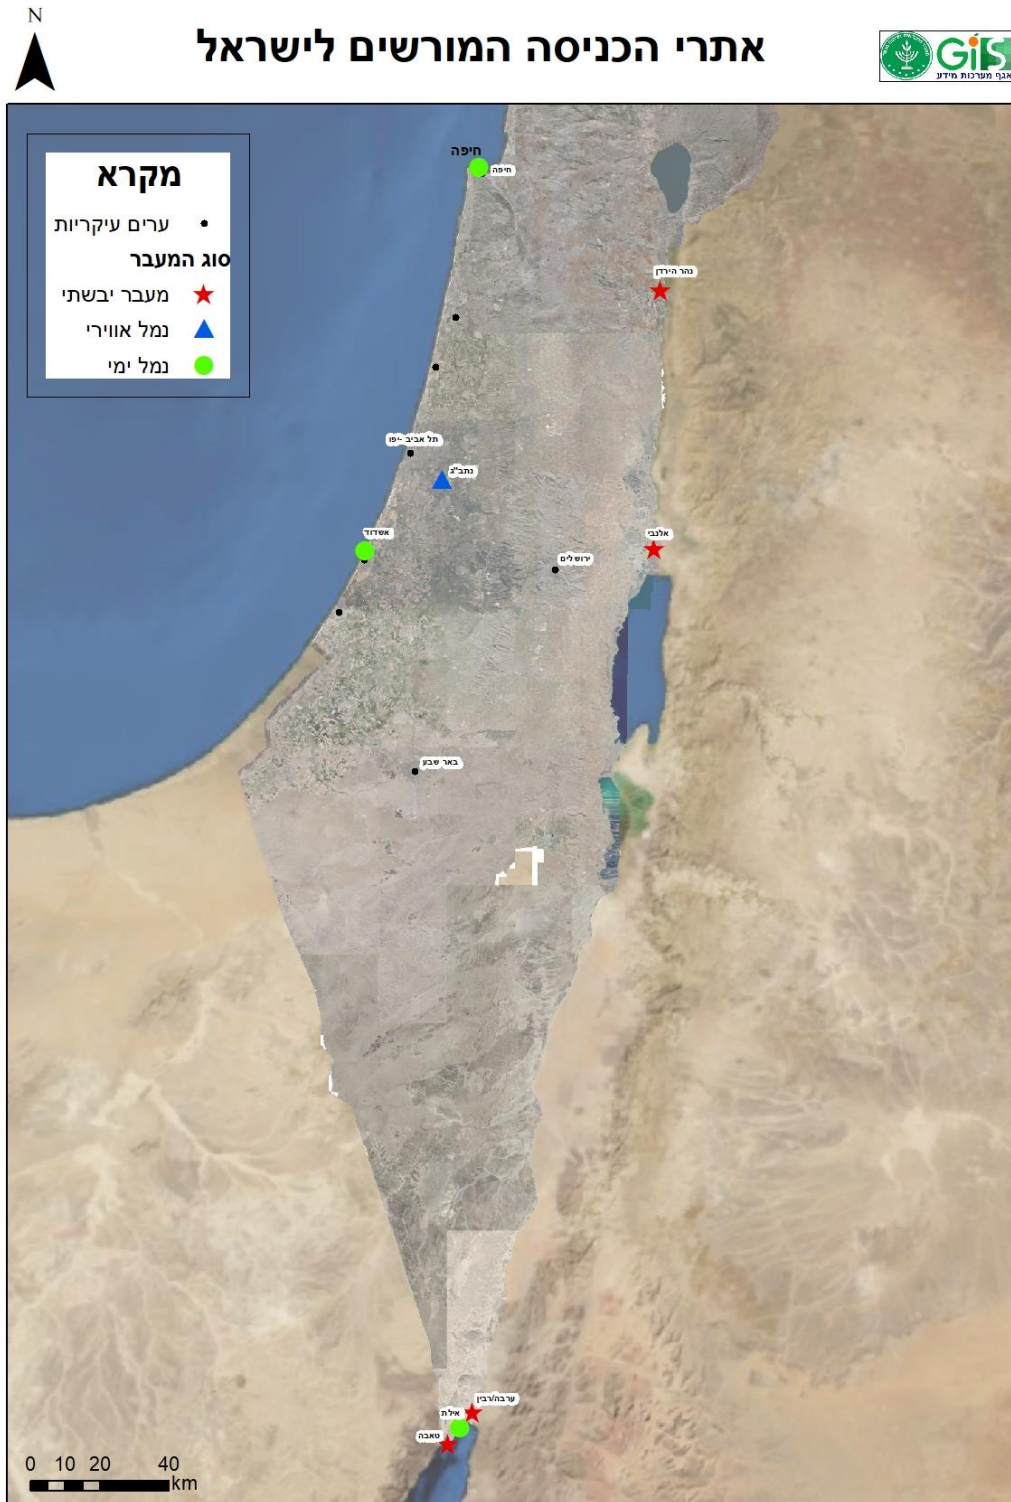 N
אתרי הכניסה המורשים לישראל
GIS
אגף מערכות מידע
מקרא
ערים עיקריות
סוג המעבר
מעבר יבשתי
נמל אווירי
נמל ימי
חיפה
חיפה
נהר הירדן
תל אביב -יפו
נתב"ג
אשדוד
אלנבי
ירושלים
באר שבע
ערבה/רבין
אילת
טאבה
0 10 20 40
km